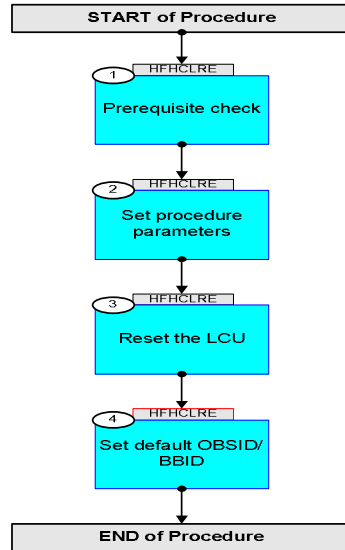 START of Procedure
HFHCLRE
1
Prerequisite check
HFHCLRE
2
Set procedure
parameters
HFHCLRE
3
Reset the LCU
HFHCLRE
4
Set default OBSID/
BBID
END of Procedure